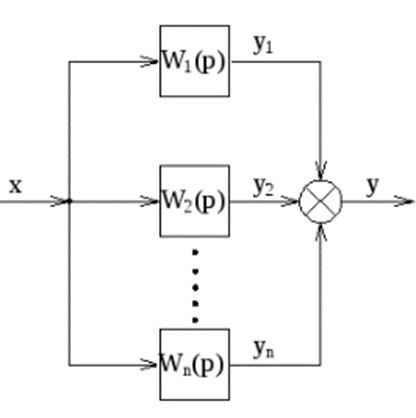 W₁(p)
y₁
x
W₂(p)
y₂
y
Wₙ(p)
yₙ